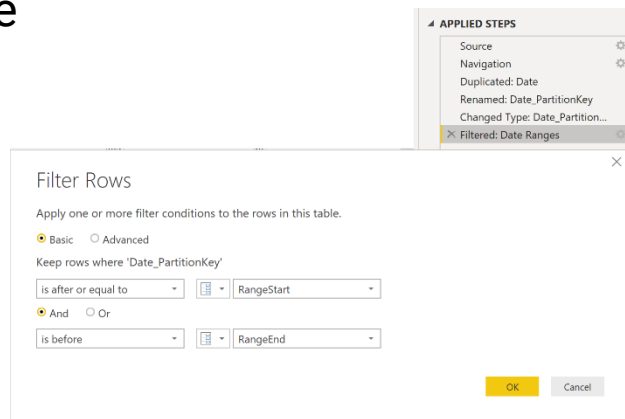 e
APPLIED STEPS
Source
Navigation
Duplicated: Date
Renamed: Date_PartitionKey
Changed Type: Date_Partition...
Filtered: Date Ranges
Filter Rows
Apply one or more filter conditions to the rows in this table.
Basic Advanced
Keep rows where 'Date_PartitionKey'
is after or equal to RangeStart
And Or
is before RangeEnd
OK Cancel